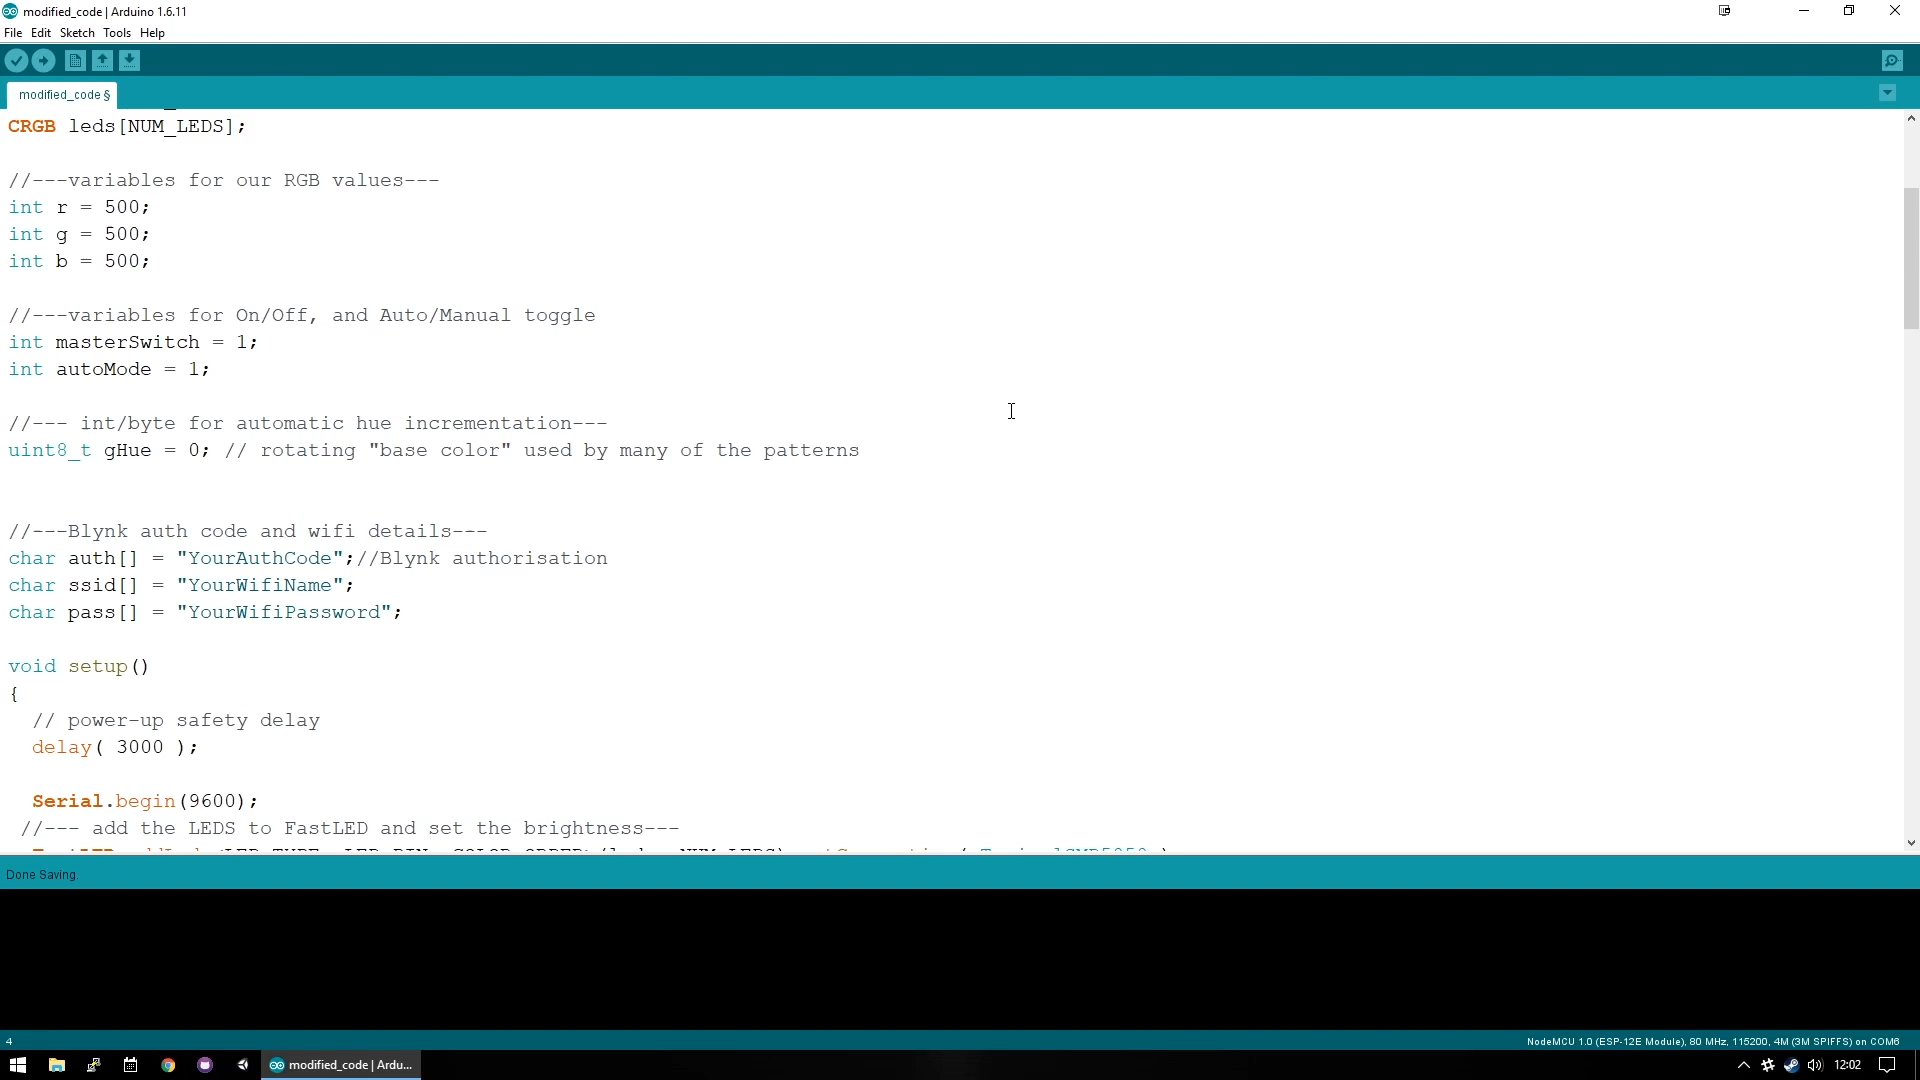 modified_code | Arduino 1.6.11
File Edit Sketch Tools Help
modified_code §
CRGB leds[NUM_LEDS];
//---variables for our RGB values---
int r = 500;
int g = 500;
int b = 500;
//---variables for On/Off, and Auto/Manual toggle
int masterSwitch = 1;
int autoMode = 1;
//--- int/byte for automatic hue incrementation---
uint8_t gHue = 0; // rotating "base color" used by many of the patterns
//---Blynk auth code and wifi details---
char auth[] = "YourAuthCode";//Blynk authorisation
char ssid[] = "YourWifiName";
char pass[] = "YourWifiPassword";
void setup()
{
// power-up safety delay
delay( 3000 );
Serial.begin(9600);
//--- add the LEDS to FastLED and set the brightness---
Done Saving.
4
NodeMCU 1.0 (ESP-12E Module), 80 MHz, 115200, 4M (3M SPIFFS) on COM6
modified_code | Ardu...
12:02